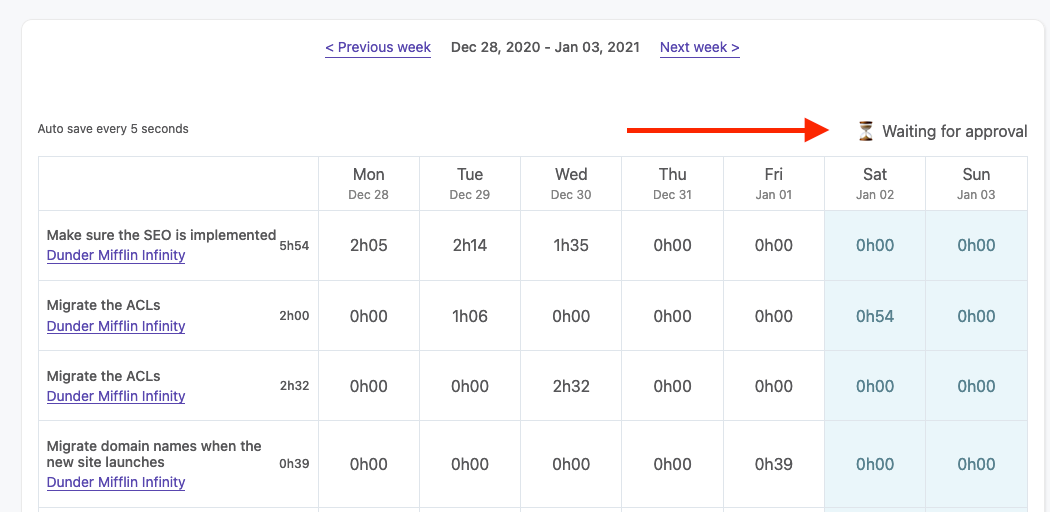 < Previous week Dec 28, 2020 - Jan 03, 2021 Next week >
Auto save every 5 seconds
⏳ Waiting for approval
Mon Tue Wed Thu Fri Sat Sun
Dec 28 Dec 29 Dec 30 Dec 31 Jan 01 Jan 02 Jan 03
Make sure the SEO is implemented
Dunder Mifflin Infinity
5h54 2h05 2h14 1h35 0h00 0h00 0h00 0h00
Migrate the ACLs
Dunder Mifflin Infinity
2h00 0h00 1h06 0h00 0h00 0h00 0h54 0h00
Migrate the ACLs
Dunder Mifflin Infinity
2h32 0h00 0h00 2h32 0h00 0h00 0h00 0h00
Migrate domain names when the
new site launches
Dunder Mifflin Infinity
0h39 0h00 0h00 0h00 0h00 0h39 0h00 0h00